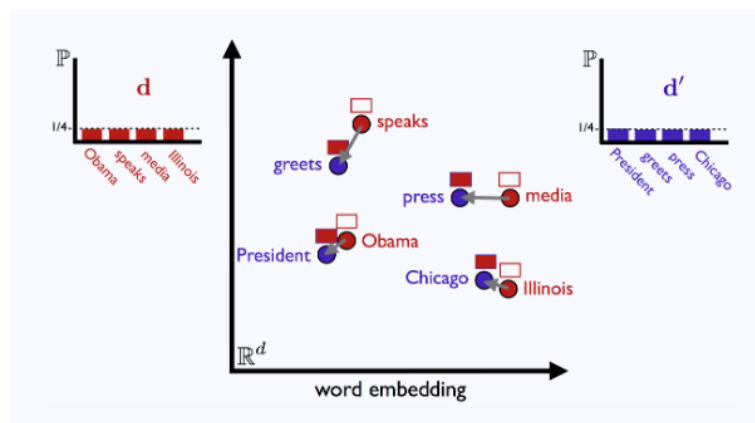 ℙ
d
1/4
Obama
speaks
media
Illinois
speaks
greets
press
media
Obama
President
Chicago
Illinois
ℝᵈ
word embedding
ℙ
d′
1/4
President
greets
press
Chicago